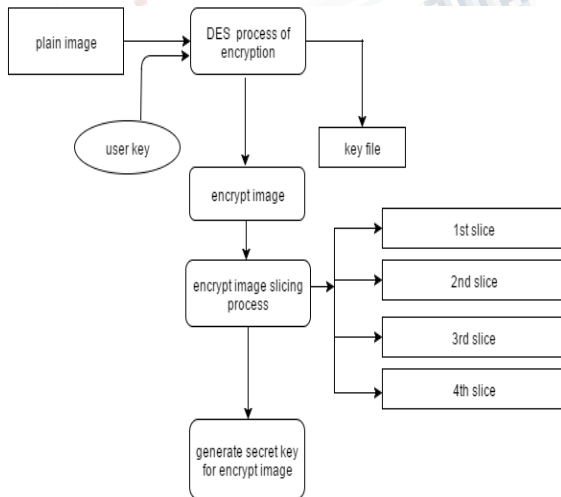 plain image
DES process of
encryption
user key
key file
encrypt image
encrypt image slicing
process
1st slice
2nd slice
3rd slice
4th slice
generate secret key
for encrypt image